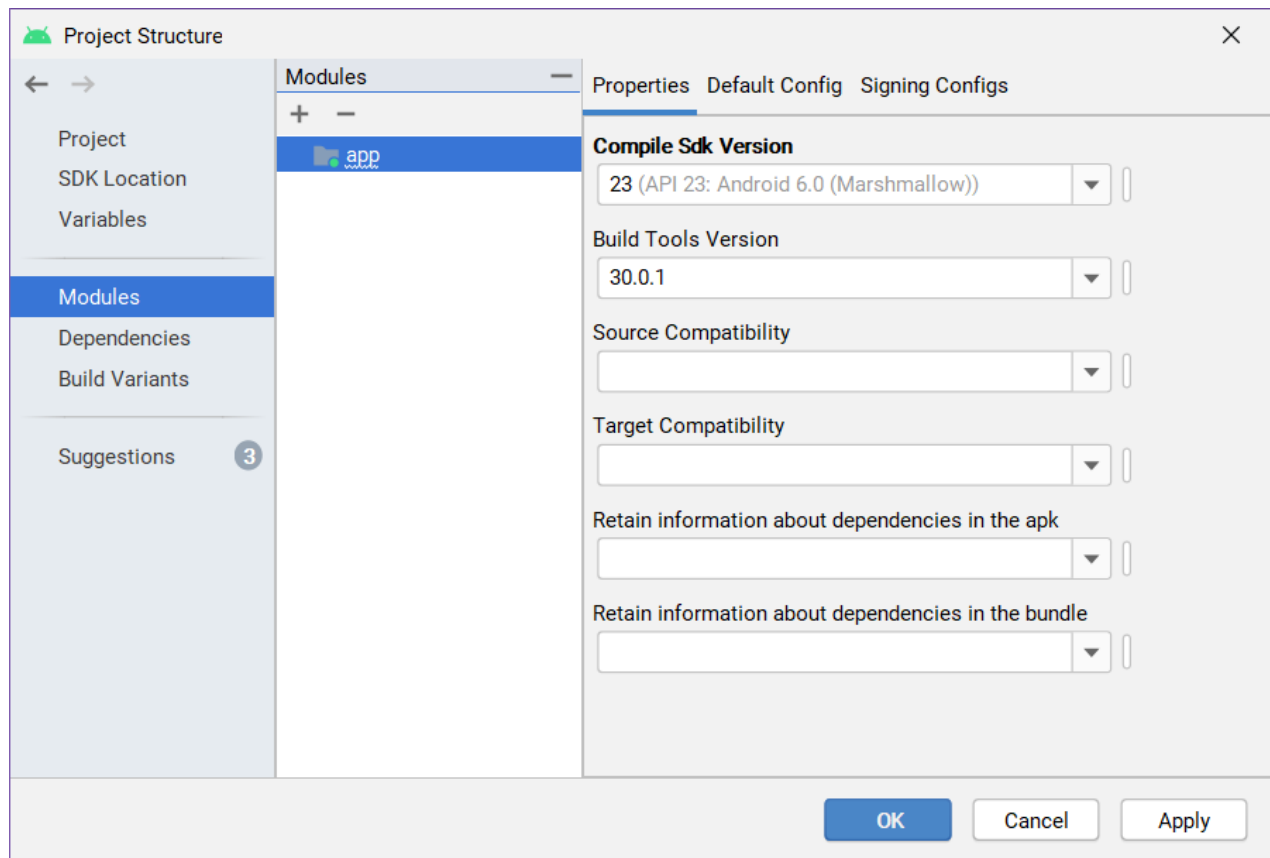 Project Structure
Project
SDK Location
Variables
Modules
Dependencies
Build Variants
Suggestions 3
Modules
app
Properties Default Config Signing Configs
Compile Sdk Version
23 (API 23: Android 6.0 (Marshmallow))
Build Tools Version
30.0.1
Source Compatibility
Target Compatibility
Retain information about dependencies in the apk
Retain information about dependencies in the bundle
OK Cancel Apply